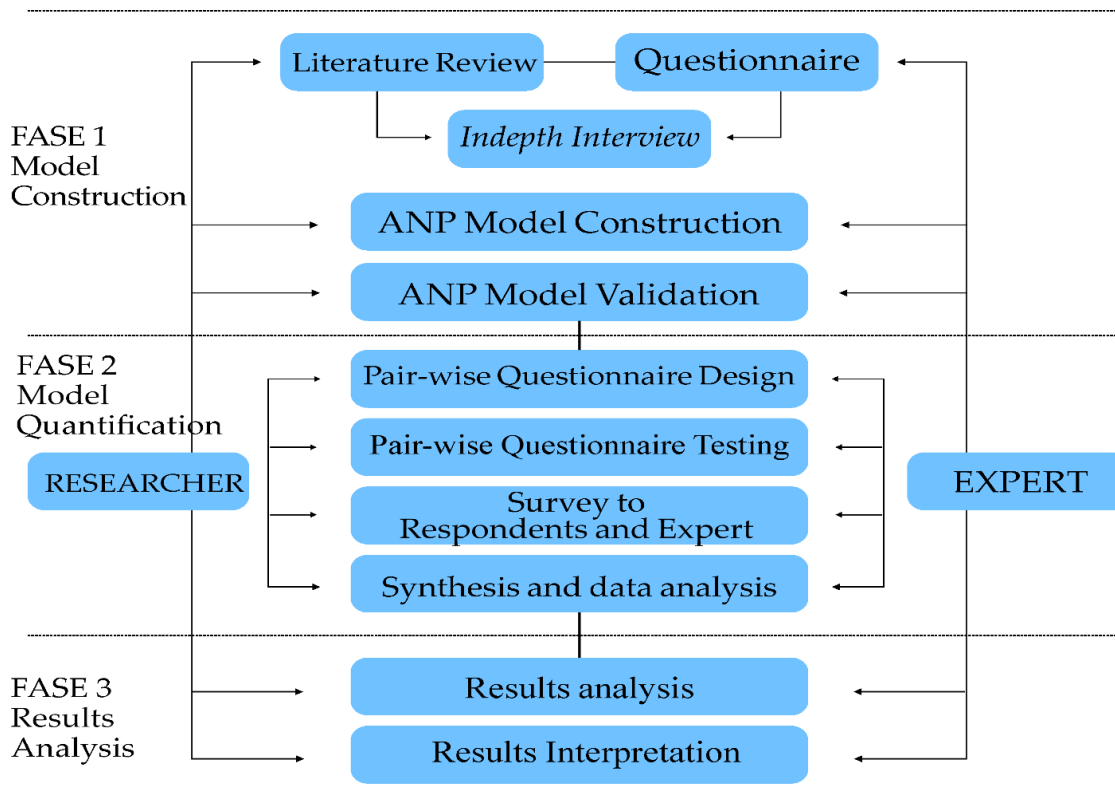 Literature Review
Questionnaire
FASE 1
Model
Construction
Indepth Interview
ANP Model Construction
ANP Model Validation
FASE 2
Model
Quantification
Pair-wise Questionnaire Design
Pair-wise Questionnaire Testing
RESEARCHER
EXPERT
Survey to
Respondents and Expert
Synthesis and data analysis
FASE 3
Results
Analysis
Results analysis
Results Interpretation